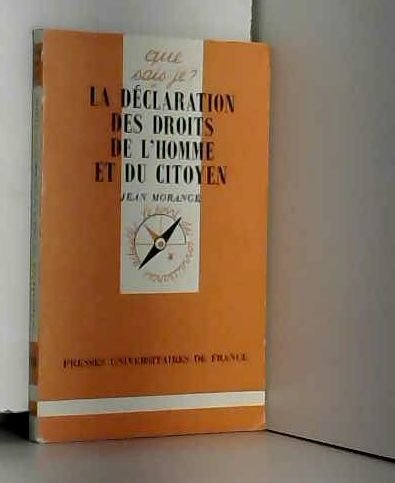 que
sais-je?
LA DÉCLARATION
DES DROITS
DE L'HOMME
ET DU CITOYEN
JEAN MORANGE
PRESSES UNIVERSITAIRES DE FRANCE